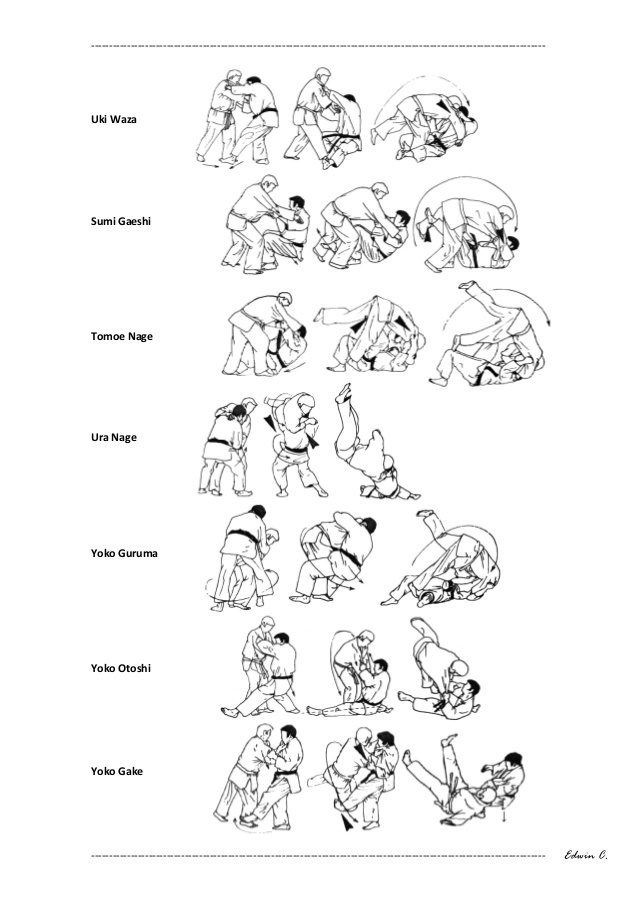 Uki Waza
Sumi Gaeshi
Tomoe Nage
Ura Nage
Yoko Guruma
Yoko Otoshi
Yoko Gake
Edwin C.